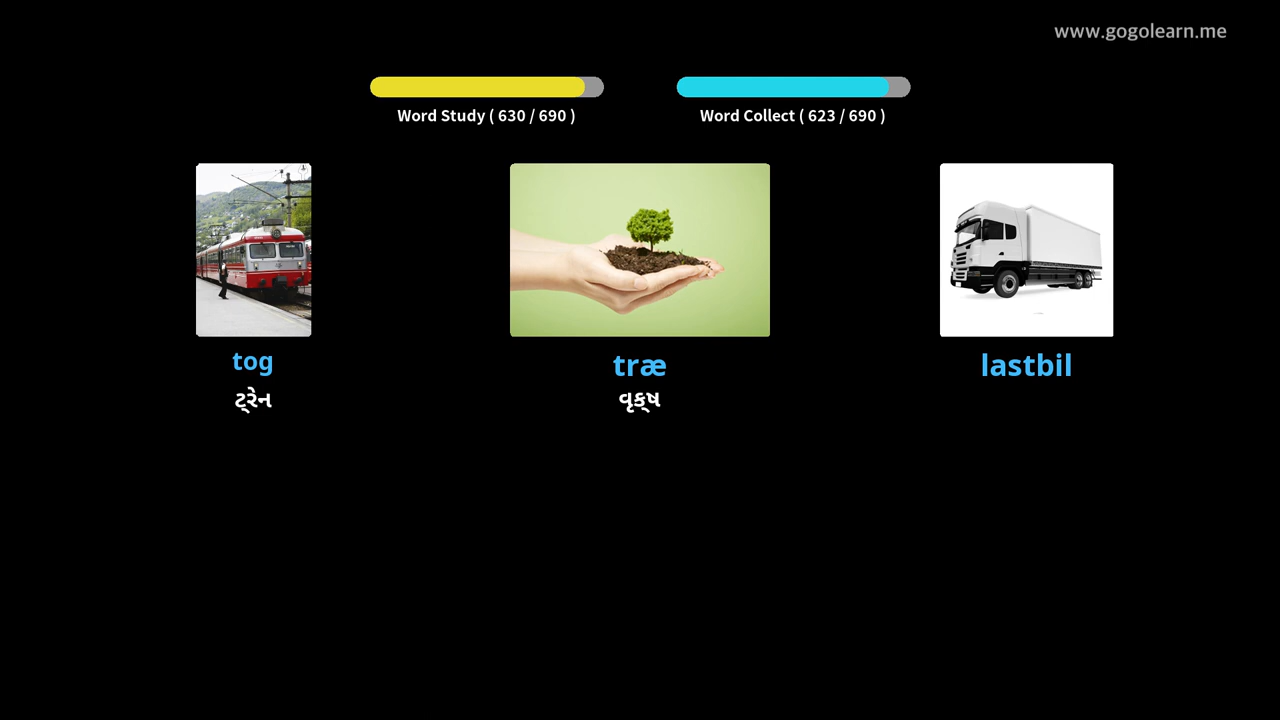 www.gogolearn.me
Word Study ( 630 / 690 )
Word Collect ( 623 / 690 )
tog
ટ્રેન
træ
વૃક્ષ
lastbil